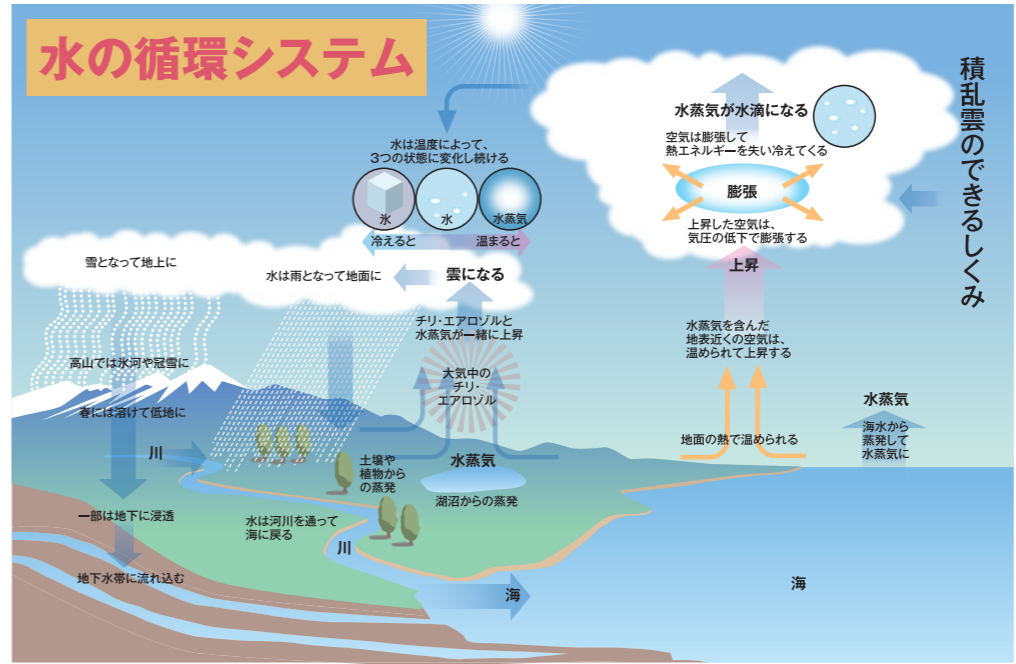 水の循環システム
積乱雲のできるしくみ
水は温度によって、
3つの状態に変化し続ける
氷
水
水蒸気
冷えると
温まると
水蒸気が水滴になる
空気は膨張して
熱エネルギーを失い冷えてくる
膨張
上昇した空気は、
気圧の低下で膨張する
上昇
水蒸気を含んだ
地表近くの空気は、
温められて上昇する
地面の熱で温められる
水蒸気
海水から
蒸発して
水蒸気に
雪となって地上に
水は雨となって地面に
雲になる
チリ・エアロゾルと
水蒸気が一緒に上昇
大気中の
チリ・
エアロゾル
高山では氷河や冠雪に
春には溶けて低地に
川
土壌や
植物から
の蒸発
水蒸気
湖沼からの蒸発
一部は地下に浸透
水は河川を通って
海に戻る
川
地下水帯に流れ込む
海
海